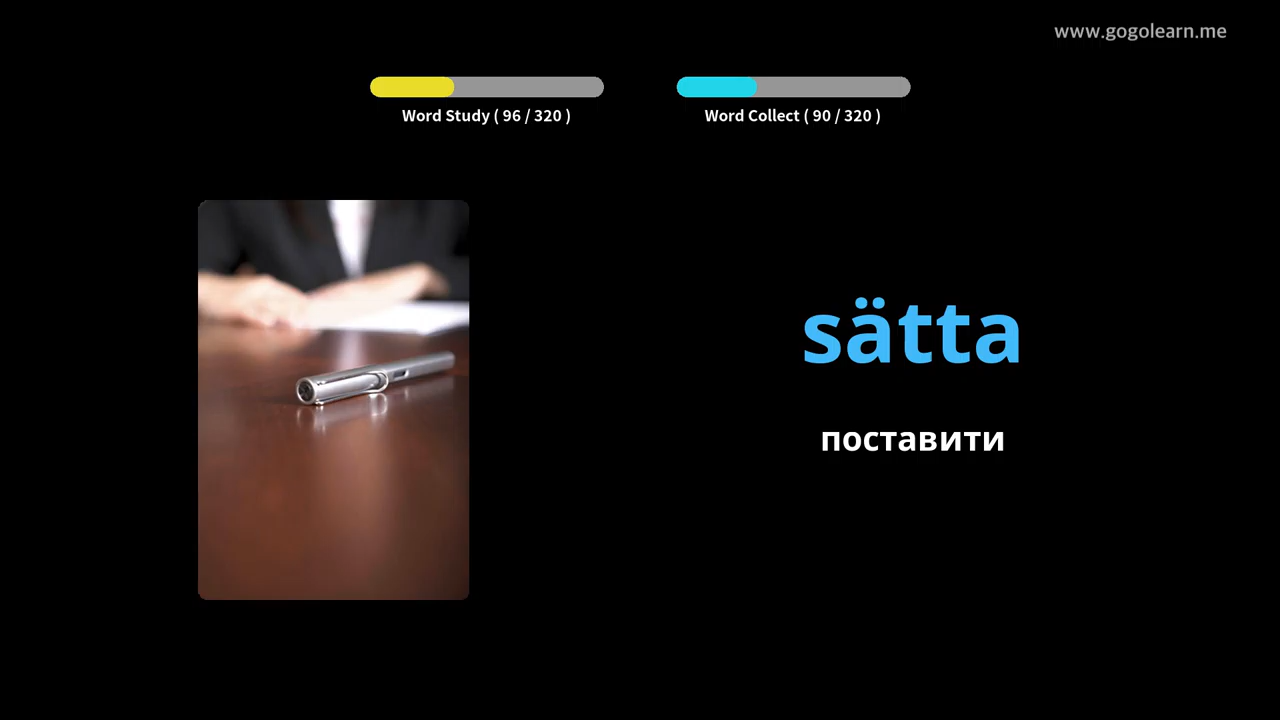 www.gogolearn.me
Word Study ( 96 / 320 )
Word Collect ( 90 / 320 )
sätta
поставити